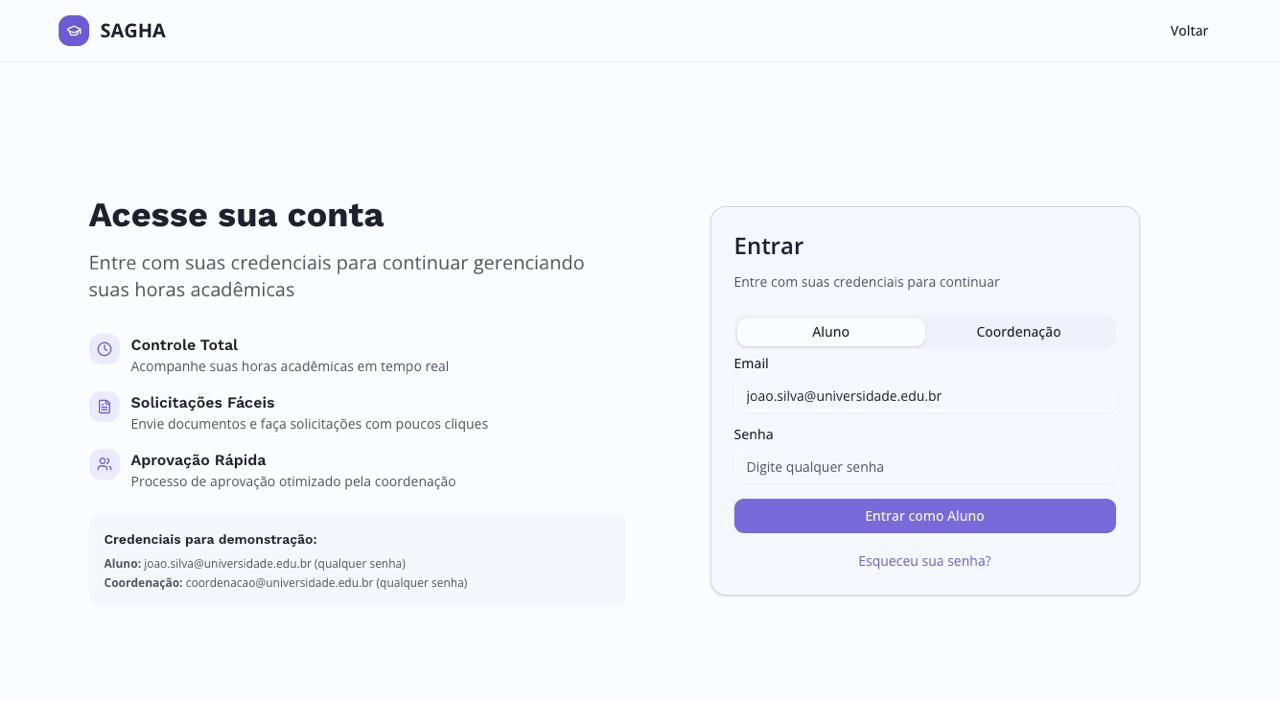 SAGHA
Voltar
Acesse sua conta
Entre com suas credenciais para continuar gerenciando
suas horas acadêmicas
Controle Total
Acompanhe suas horas acadêmicas em tempo real
Solicitações Fáceis
Envie documentos e faça solicitações com poucos cliques
Aprovação Rápida
Processo de aprovação otimizado pela coordenação
Credenciais para demonstração:
Aluno: joao.silva@universidade.edu.br (qualquer senha)
Coordenação: coordenacao@universidade.edu.br (qualquer senha)
Entrar
Entre com suas credenciais para continuar
Aluno
Coordenação
Email
joao.silva@universidade.edu.br
Senha
Digite qualquer senha
Entrar como Aluno
Esqueceu sua senha?